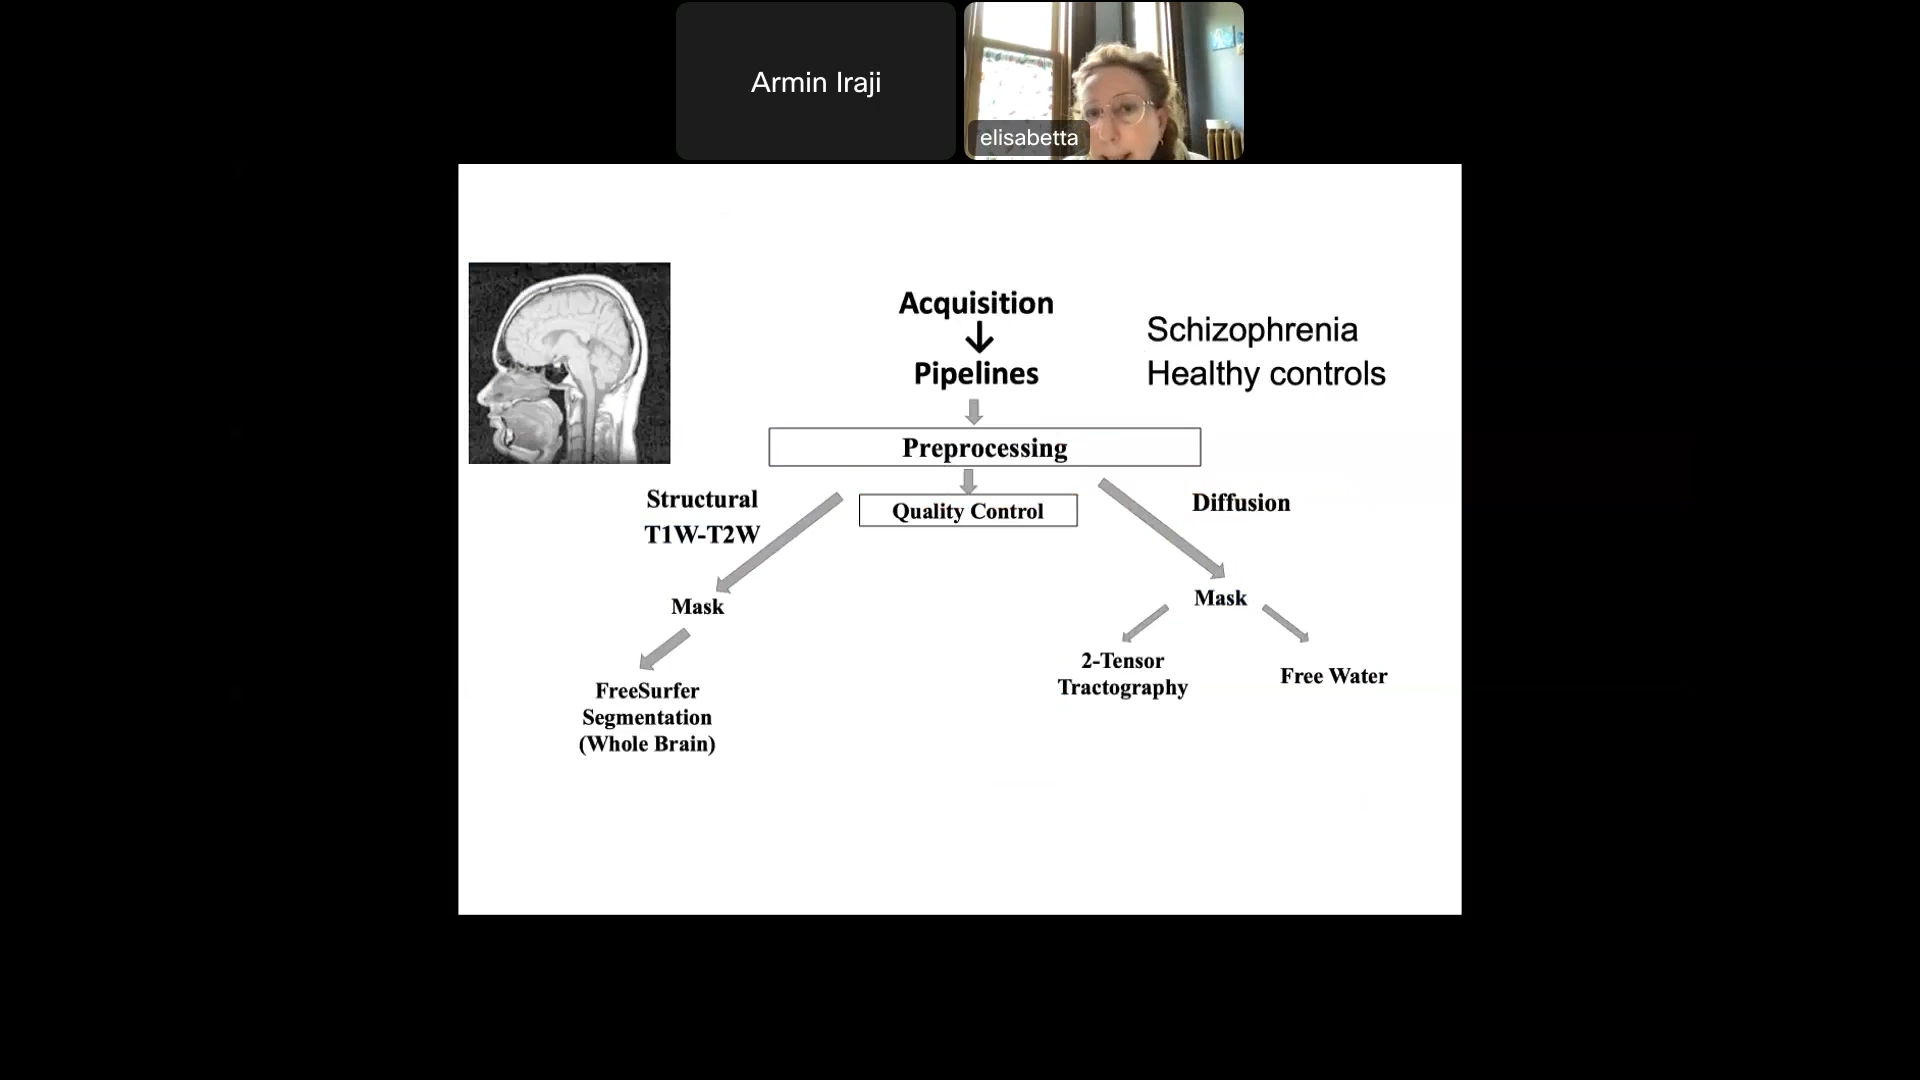 Armin Iraji
elisabetta
Acquisition
Pipelines
Schizophrenia
Healthy controls
Preprocessing
Quality Control
Structural
T1W-T2W
Diffusion
Mask
Mask
FreeSurfer
Segmentation
(Whole Brain)
2-Tensor
Tractography
Free Water